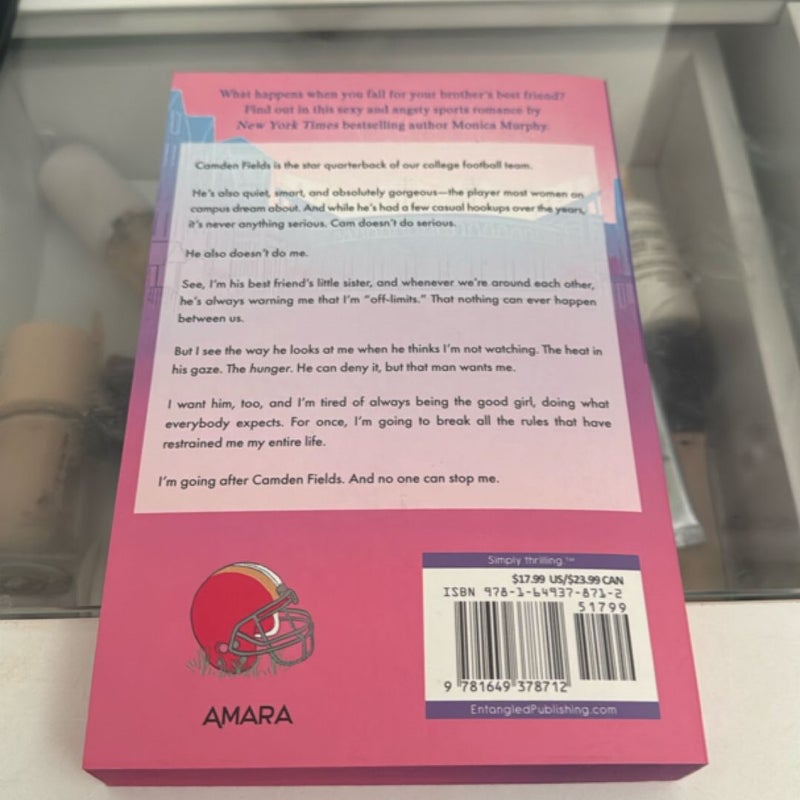 What happens when you fall for your brother's best friend?
Find out in this sexy and angsty sports romance by
New York Times bestselling author Monica Murphy.
Camden Fields is the star quarterback of our college football team.
He's also quiet, smart, and absolutely gorgeous—the player most women on
campus dream about. And while he's had a few casual hookups over the years,
it's never anything serious. Cam doesn't do serious.
He also doesn't do me.
See, I'm his best friend's little sister, and whenever we're around each other,
he's always warning me that I'm "off-limits." That nothing can ever happen
between us.
But I see the way he looks at me when he thinks I'm not watching. The heat in
his gaze. The hunger. He can deny it, but that man wants me.
I want him, too, and I'm tired of always being the good girl, doing what
everybody expects. For once, I'm going to break all the rules that have
restrained me my entire life.
I'm going after Camden Fields. And no one can stop me.
Simply thrilling™
$17.99 US/$23.99 CAN
ISBN 978-1-64937-871-2
51799
9 781649 378712
EntangledPublishing.com
AMARA